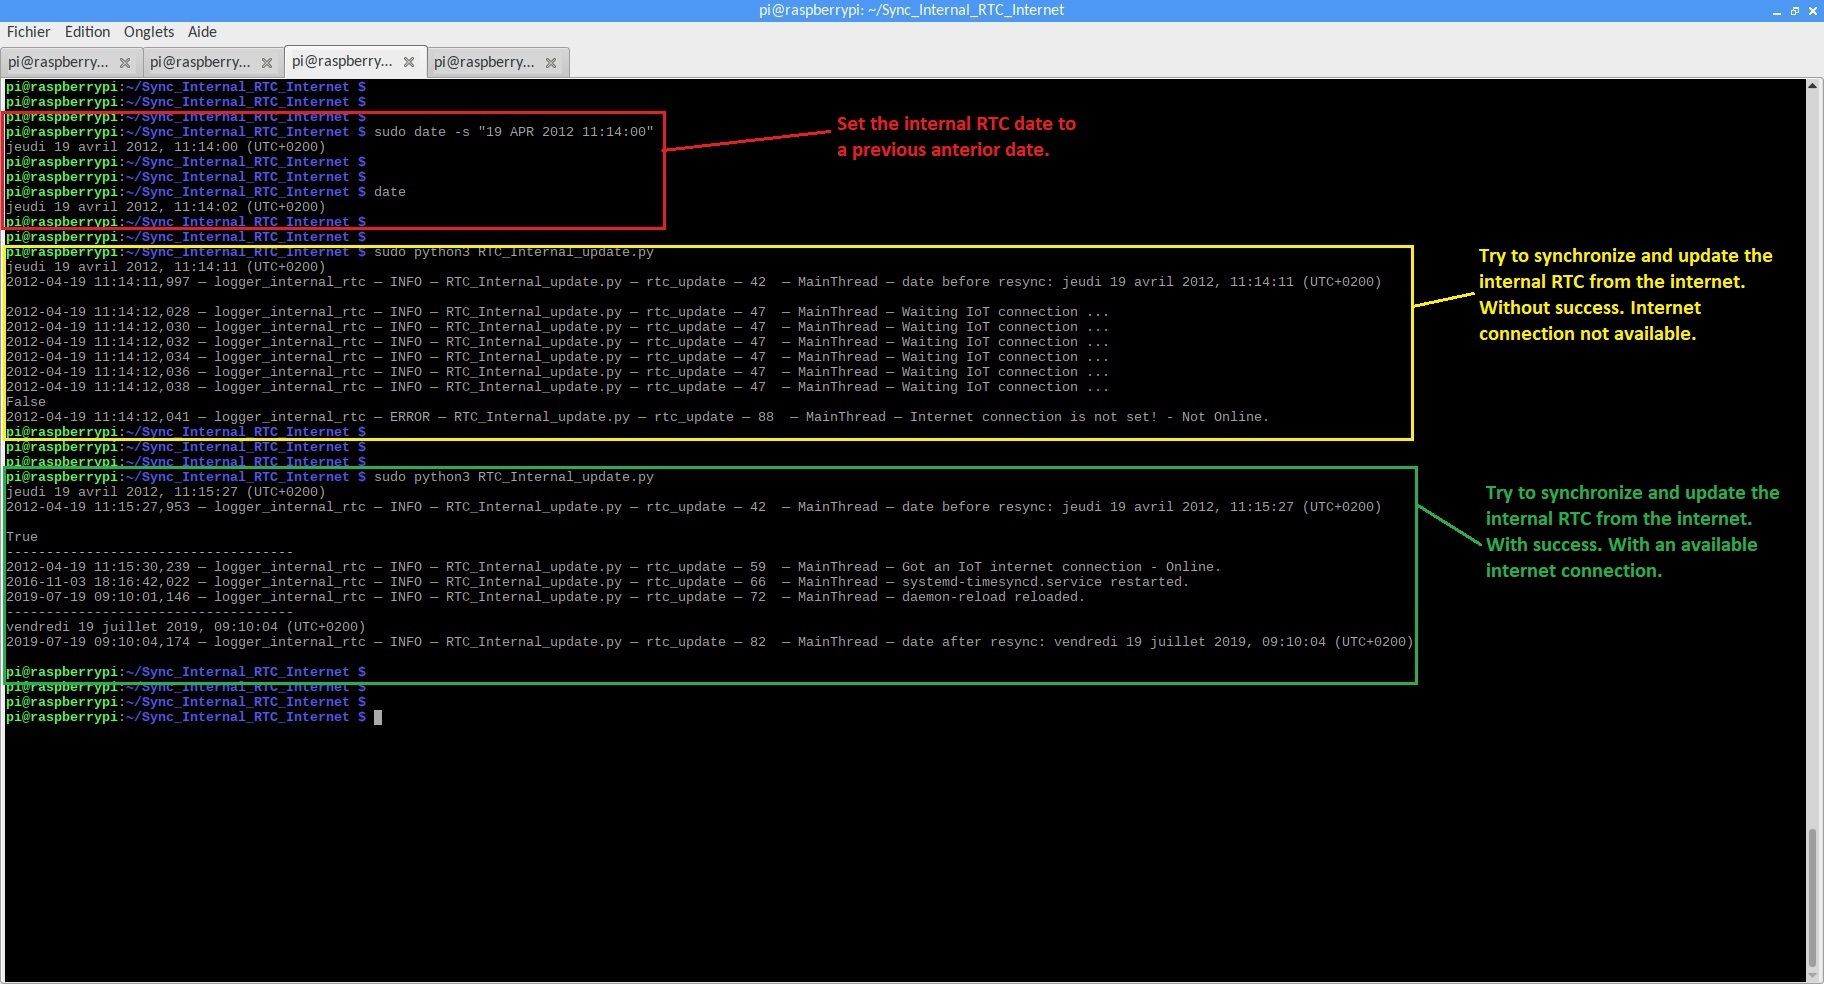 pi@raspberrypi: ~/Sync_Internal_RTC_Internet
Fichier Edition Onglets Aide
pi@raspberry... pi@raspberry... pi@raspberry... pi@raspberry...
pi@raspberrypi:~/Sync_Internal_RTC_Internet $
pi@raspberrypi:~/Sync_Internal_RTC_Internet $
pi@raspberrypi:~/Sync_Internal_RTC_Internet $
pi@raspberrypi:~/Sync_Internal_RTC_Internet $ sudo date -s "19 APR 2012 11:14:00"
jeudi 19 avril 2012, 11:14:00 (UTC+0200)
pi@raspberrypi:~/Sync_Internal_RTC_Internet $
pi@raspberrypi:~/Sync_Internal_RTC_Internet $
pi@raspberrypi:~/Sync_Internal_RTC_Internet $ date
jeudi 19 avril 2012, 11:14:02 (UTC+0200)
pi@raspberrypi:~/Sync_Internal_RTC_Internet $
Set the internal RTC date to
a previous anterior date.
pi@raspberrypi:~/Sync_Internal_RTC_Internet $
pi@raspberrypi:~/Sync_Internal_RTC_Internet $ sudo python3 RTC_Internal_update.py
jeudi 19 avril 2012, 11:14:11 (UTC+0200)
2012-04-19 11:14:11,997 — logger_internal_rtc — INFO — RTC_Internal_update.py — rtc_update — 42 — MainThread — date before resync: jeudi 19 avril 2012, 11:14:11 (UTC+0200)
2012-04-19 11:14:12,028 — logger_internal_rtc — INFO — RTC_Internal_update.py — rtc_update — 47 — MainThread — Waiting IoT connection ...
2012-04-19 11:14:12,030 — logger_internal_rtc — INFO — RTC_Internal_update.py — rtc_update — 47 — MainThread — Waiting IoT connection ...
2012-04-19 11:14:12,032 — logger_internal_rtc — INFO — RTC_Internal_update.py — rtc_update — 47 — MainThread — Waiting IoT connection ...
2012-04-19 11:14:12,034 — logger_internal_rtc — INFO — RTC_Internal_update.py — rtc_update — 47 — MainThread — Waiting IoT connection ...
2012-04-19 11:14:12,036 — logger_internal_rtc — INFO — RTC_Internal_update.py — rtc_update — 47 — MainThread — Waiting IoT connection ...
2012-04-19 11:14:12,038 — logger_internal_rtc — INFO — RTC_Internal_update.py — rtc_update — 47 — MainThread — Waiting IoT connection ...
False
2012-04-19 11:14:12,041 — logger_internal_rtc — ERROR — RTC_Internal_update.py — rtc_update — 88 — MainThread — Internet connection is not set! - Not Online.
pi@raspberrypi:~/Sync_Internal_RTC_Internet $
Try to synchronize and update the
internal RTC from the internet.
Without success. Internet
connection not available.
pi@raspberrypi:~/Sync_Internal_RTC_Internet $
pi@raspberrypi:~/Sync_Internal_RTC_Internet $
pi@raspberrypi:~/Sync_Internal_RTC_Internet $ sudo python3 RTC_Internal_update.py
jeudi 19 avril 2012, 11:15:27 (UTC+0200)
2012-04-19 11:15:27,953 — logger_internal_rtc — INFO — RTC_Internal_update.py — rtc_update — 42 — MainThread — date before resync: jeudi 19 avril 2012, 11:15:27 (UTC+0200)
True
------------------------------------
2012-04-19 11:15:30,239 — logger_internal_rtc — INFO — RTC_Internal_update.py — rtc_update — 59 — MainThread — Got an IoT internet connection - Online.
2016-11-03 18:16:42,022 — logger_internal_rtc — INFO — RTC_Internal_update.py — rtc_update — 66 — MainThread — systemd-timesyncd.service restarted.
2019-07-19 09:10:01,146 — logger_internal_rtc — INFO — RTC_Internal_update.py — rtc_update — 72 — MainThread — daemon-reload reloaded.
------------------------------------
vendredi 19 juillet 2019, 09:10:04 (UTC+0200)
2019-07-19 09:10:04,174 — logger_internal_rtc — INFO — RTC_Internal_update.py — rtc_update — 82 — MainThread — date after resync: vendredi 19 juillet 2019, 09:10:04 (UTC+0200)
pi@raspberrypi:~/Sync_Internal_RTC_Internet $
Try to synchronize and update the
internal RTC from the internet.
With success. With an available
internet connection.
pi@raspberrypi:~/Sync_Internal_RTC_Internet $
pi@raspberrypi:~/Sync_Internal_RTC_Internet $
pi@raspberrypi:~/Sync_Internal_RTC_Internet $